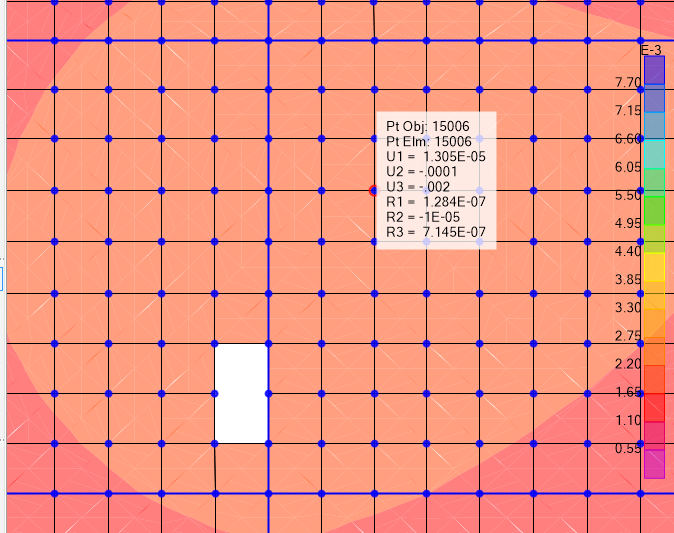 E-3
7.70
7.15
6.60
6.05
5.50
4.95
4.40
3.85
3.30
2.75
2.20
1.65
1.10
0.55
Pt Obj: 15006
Pt Elm: 15006
U1 = 1.305E-05
U2 = -.0001
U3 = -.002
R1 = 1.284E-07
R2 = -1E-05
R3 = 7.145E-07